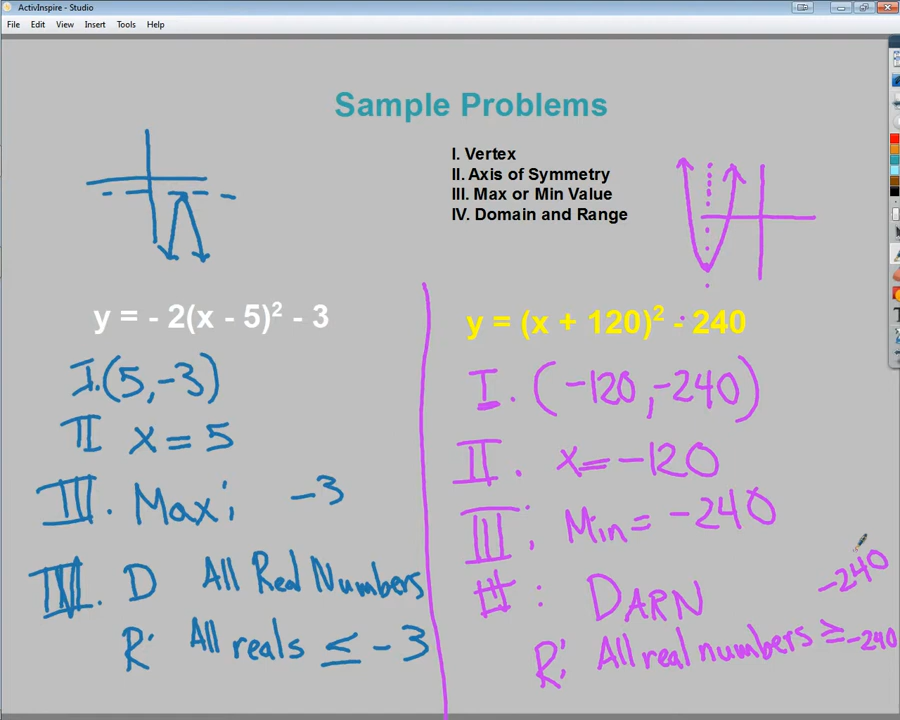 ActivInspire - Studio
File Edit View Insert Tools Help
Sample Problems
I. Vertex
II. Axis of Symmetry
III. Max or Min Value
IV. Domain and Range
y = - 2(x - 5)² - 3
I. (5, -3)
II x = 5
III. Max: -3
IV. D All Real Numbers
R: All reals ≤ -3
y = (x + 120)² - 240
I. (-120, -240)
II. x = -120
III: Min = -240
: DARN
-240
R: All real numbers ≥ -240